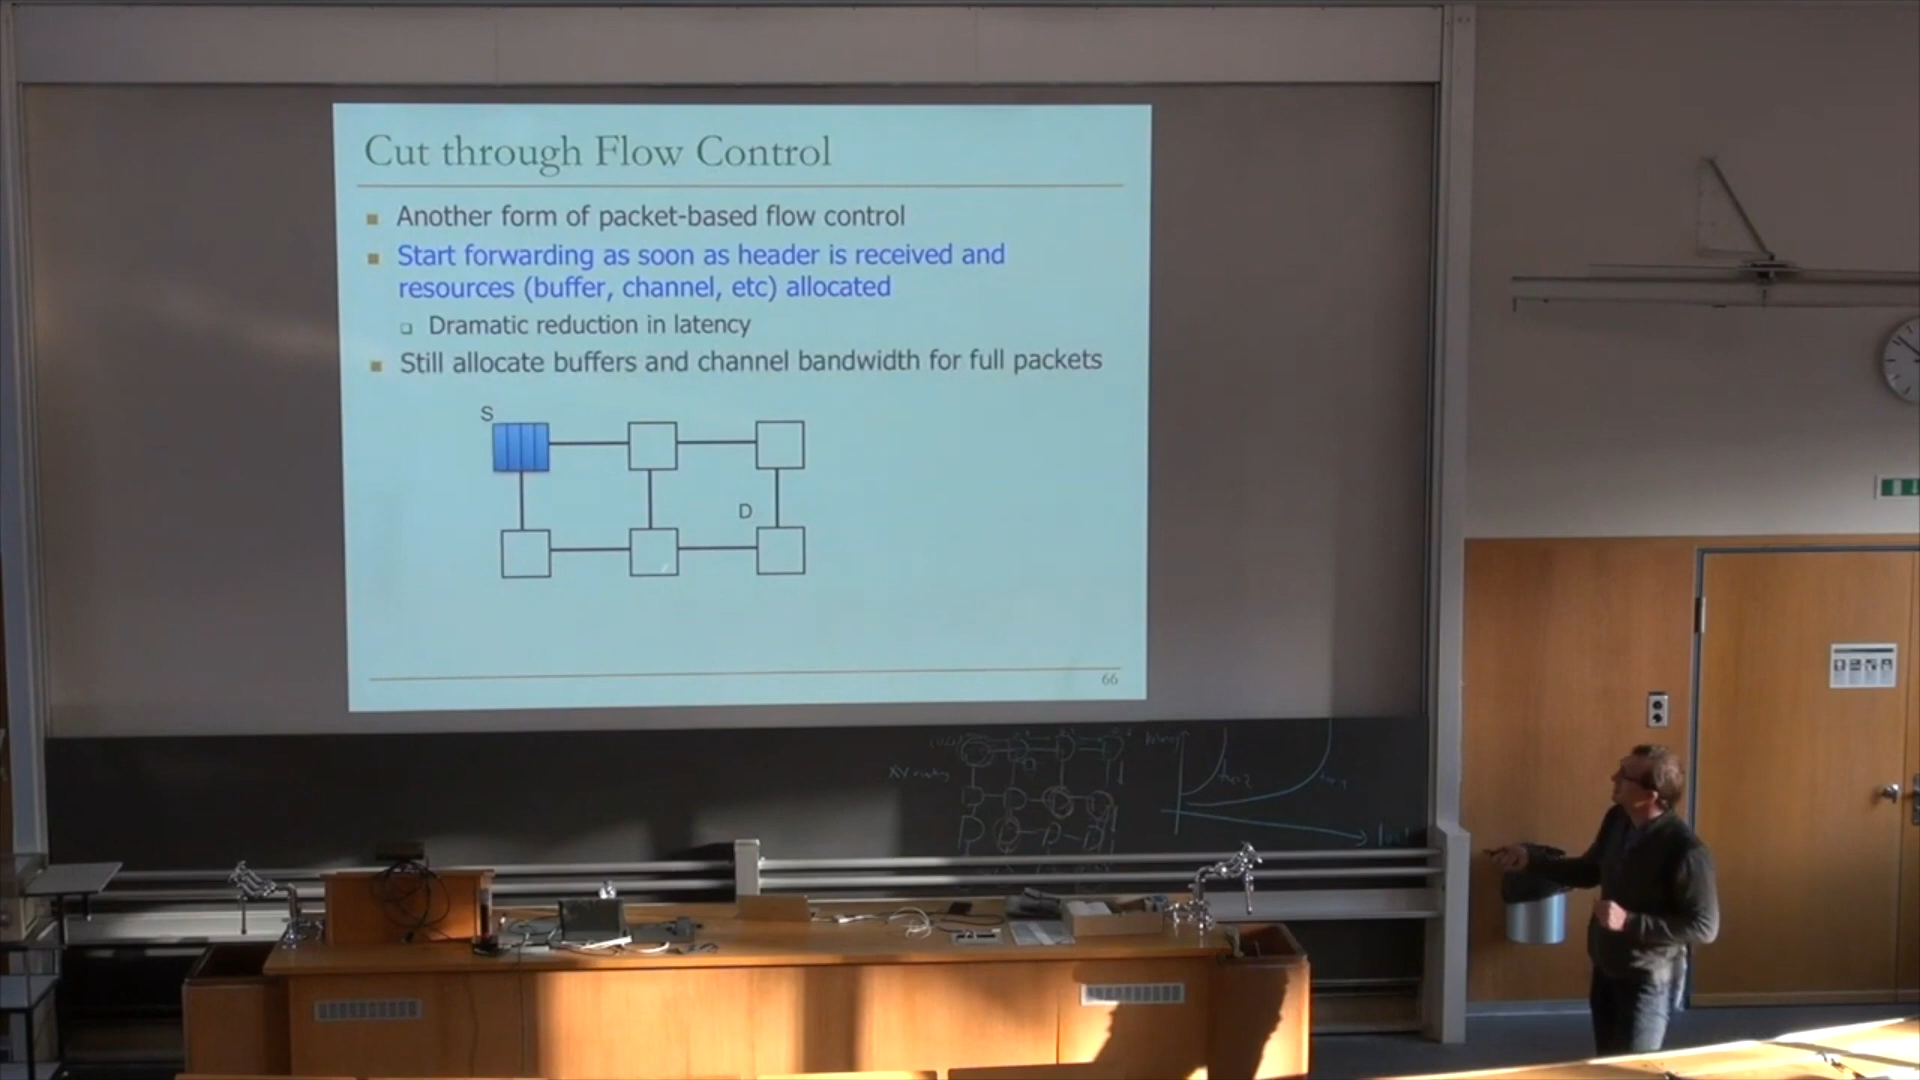 Cut through Flow Control
Another form of packet-based flow control
Start forwarding as soon as header is received and
resources (buffer, channel, etc) allocated
Dramatic reduction in latency
Still allocate buffers and channel bandwidth for full packets
S
D
66